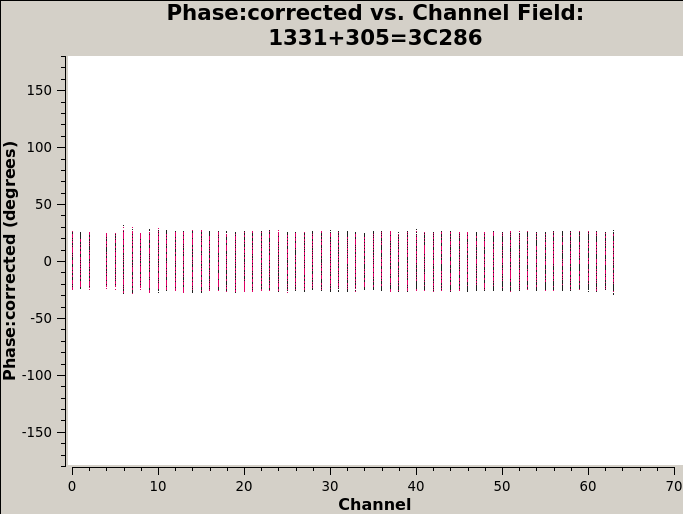 Phase:corrected vs. Channel Field:
1331+305=3C286
Phase:corrected (degrees)
150
100
50
0
-50
-100
-150
0 10 20 30 40 50 60 70
Channel